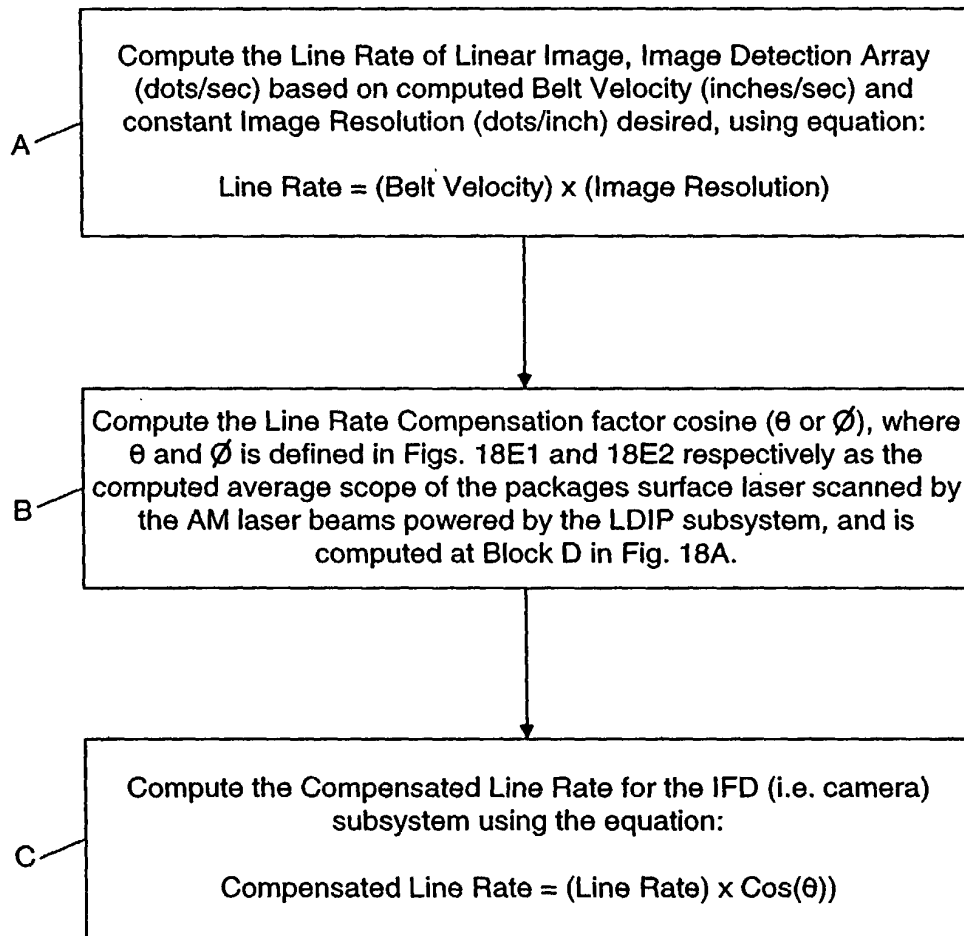 Compute the Line Rate of Linear Image, Image Detection Array
(dots/sec) based on computed Belt Velocity (inches/sec) and
constant Image Resolution (dots/inch) desired, using equation:
A
Line Rate = (Belt Velocity) x (Image Resolution)
Compute the Line Rate Compensation factor cosine (θ or Ø), where
θ and Ø is defined in Figs. 18E1 and 18E2 respectively as the
computed average scope of the packages surface laser scanned by
B
the AM laser beams powered by the LDIP subsystem, and is
computed at Block D in Fig. 18A.
Compute the Compensated Line Rate for the IFD (i.e. camera)
subsystem using the equation:
C
Compensated Line Rate = (Line Rate) x Cos(θ))